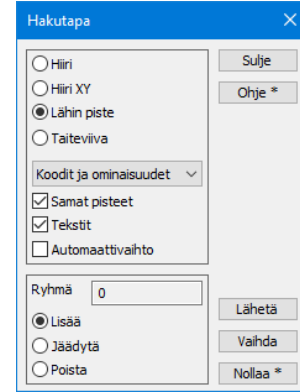 Hakutapa
Hiiri
Hiiri XY
Lähin piste
Taiteviiva
Koodit ja ominaisuudet
Samat pisteet
Tekstit
Automaattivaihto
Sulje
Ohje *
Ryhmä 0
Lisää
Jäädytä
Poista
Lähetä
Vaihda
Nollaa *